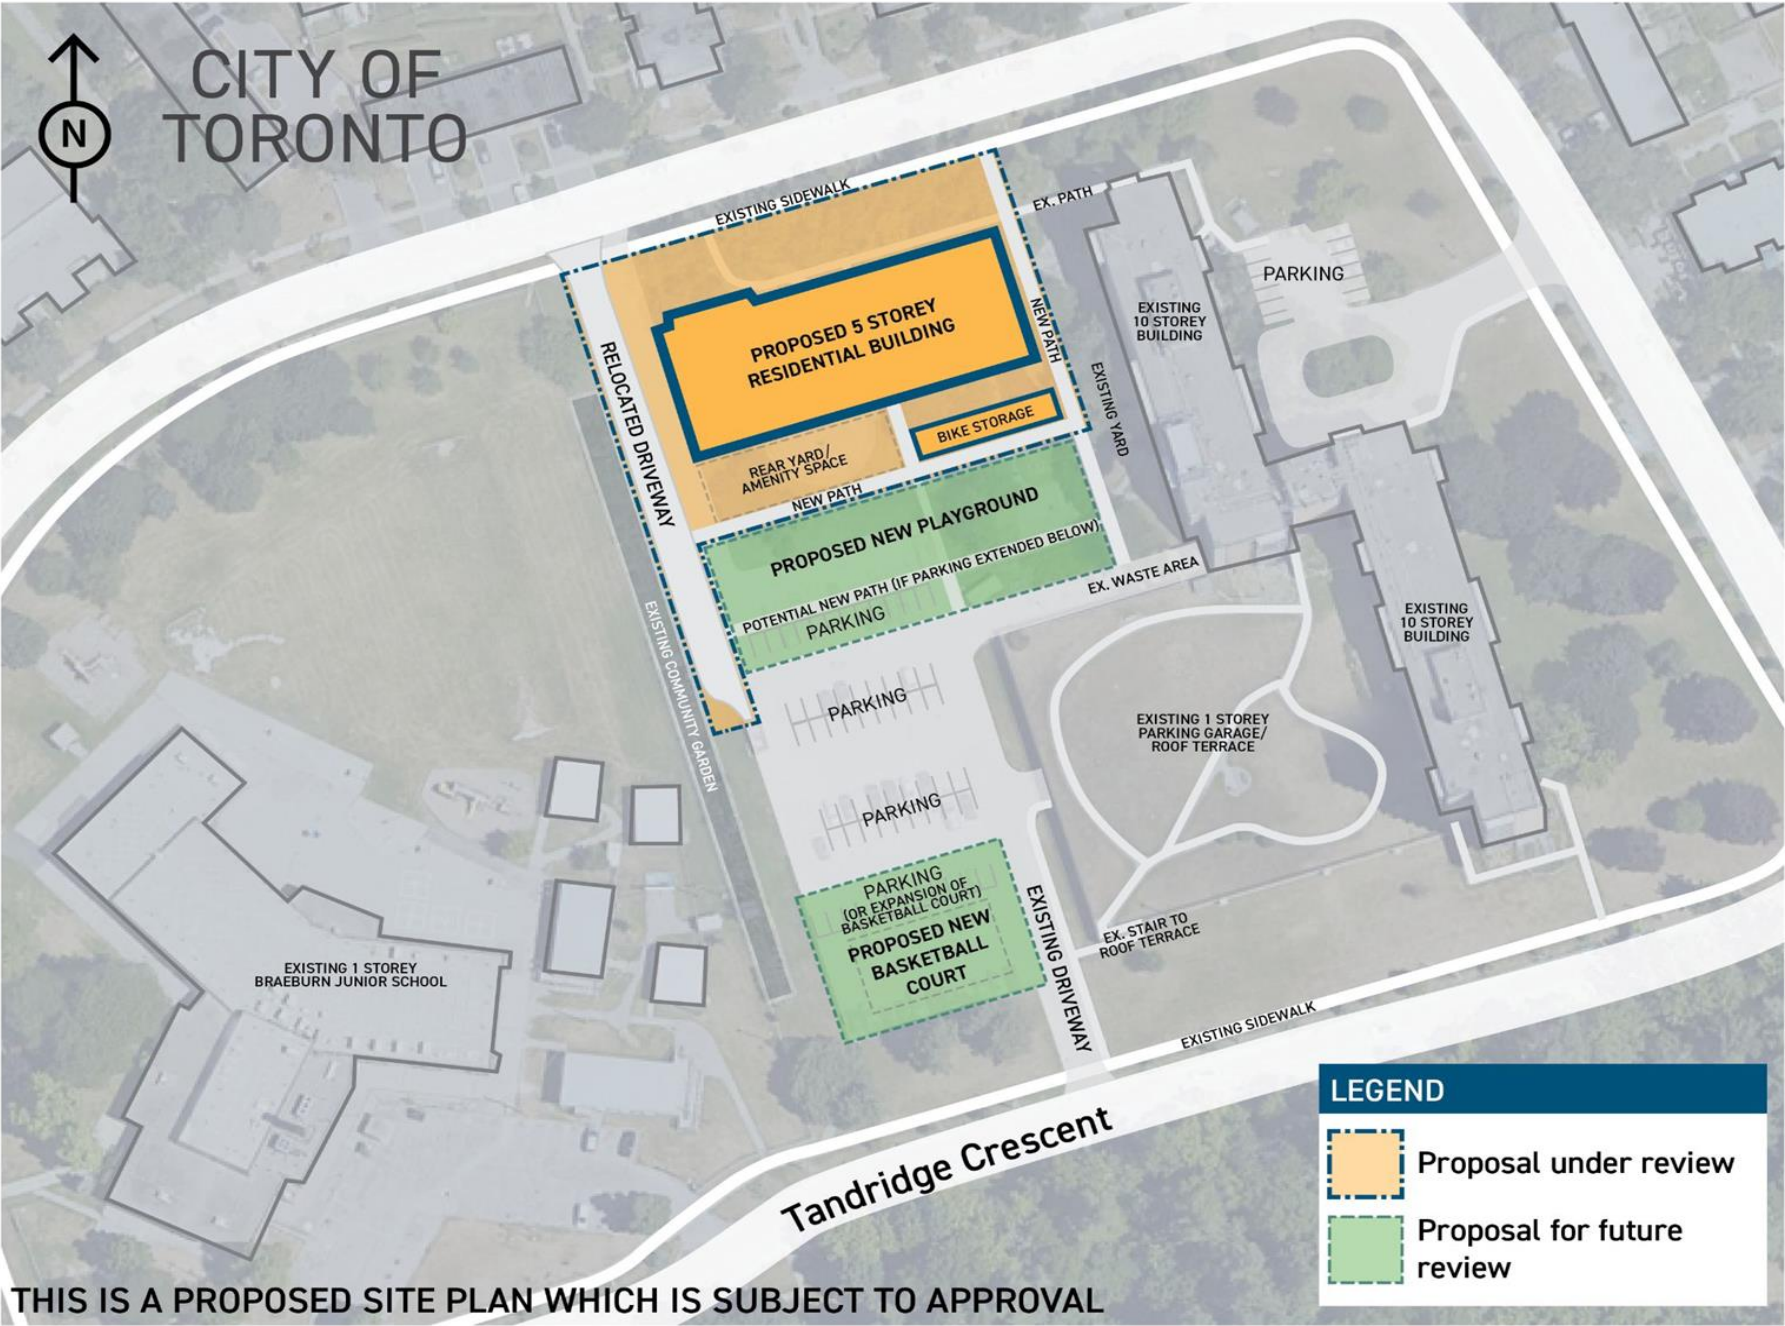 CITY OF
TORONTO
N
EXISTING SIDEWALK
EX. PATH
PARKING
EXISTING
10 STOREY
BUILDING
PROPOSED 5 STOREY
RESIDENTIAL BUILDING
NEW PATH
RELOCATED DRIVEWAY
EXISTING YARD
BIKE STORAGE
REAR YARD/
AMENITY SPACE
NEW PATH
PROPOSED NEW PLAYGROUND
POTENTIAL NEW PATH (IF PARKING EXTENDED BELOW)
PARKING
EX. WASTE AREA
EXISTING
10 STOREY
BUILDING
EXISTING COMMUNITY GARDEN
PARKING
EXISTING 1 STOREY
PARKING GARAGE/
ROOF TERRACE
PARKING
PARKING
(OR EXPANSION OF
BASKETBALL COURT)
PROPOSED NEW
BASKETBALL
COURT
EXISTING DRIVEWAY
EX. STAIR TO
ROOF TERRACE
EXISTING 1 STOREY
BRAEBURN JUNIOR SCHOOL
EXISTING SIDEWALK
Tandridge Crescent
LEGEND
Proposal under review
Proposal for future
review
THIS IS A PROPOSED SITE PLAN WHICH IS SUBJECT TO APPROVAL